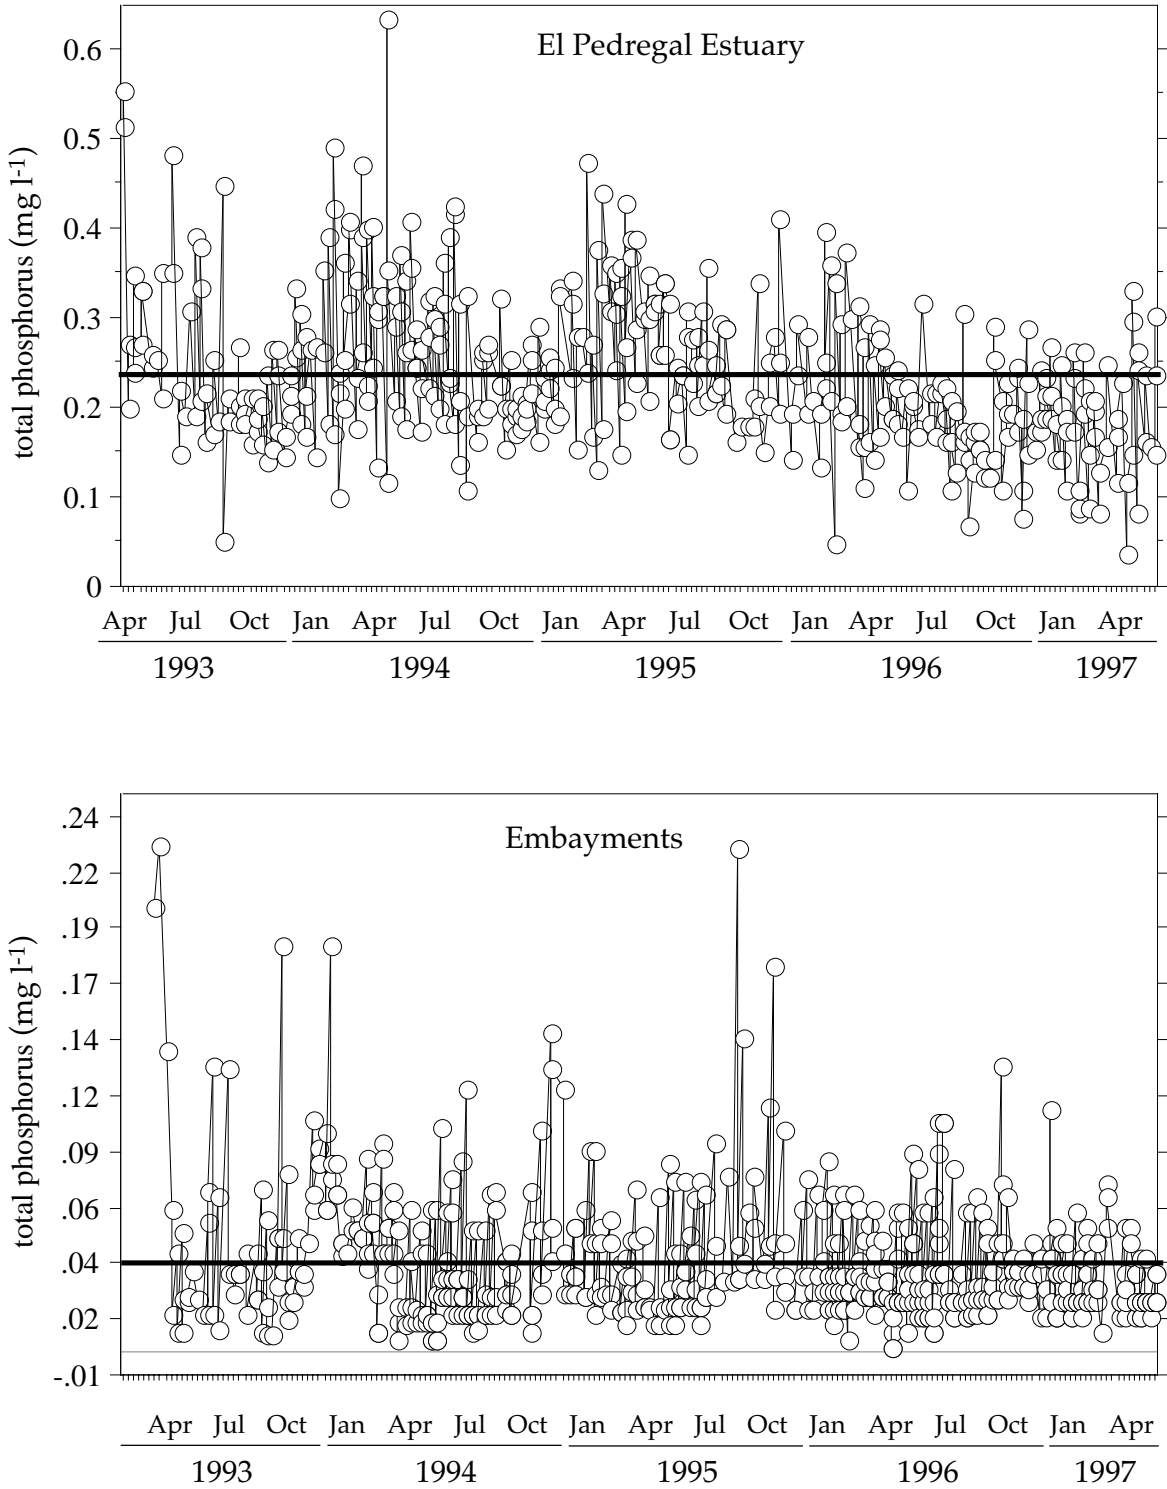 El Pedregal Estuary
total phosphorus (mg l-1)
0.6
0.5
0.4
0.3
0.2
0.1
0
Apr Jul Oct Jan Apr Jul Oct Jan Apr Jul Oct Jan Apr Jul Oct Jan Apr
1993 1994 1995 1996 1997
Embayments
total phosphorus (mg l-1)
.24
.22
.19
.17
.14
.12
.09
.06
.04
.02
-.01
Apr Jul Oct Jan Apr Jul Oct Jan Apr Jul Oct Jan Apr Jul Oct Jan Apr
1993 1994 1995 1996 1997